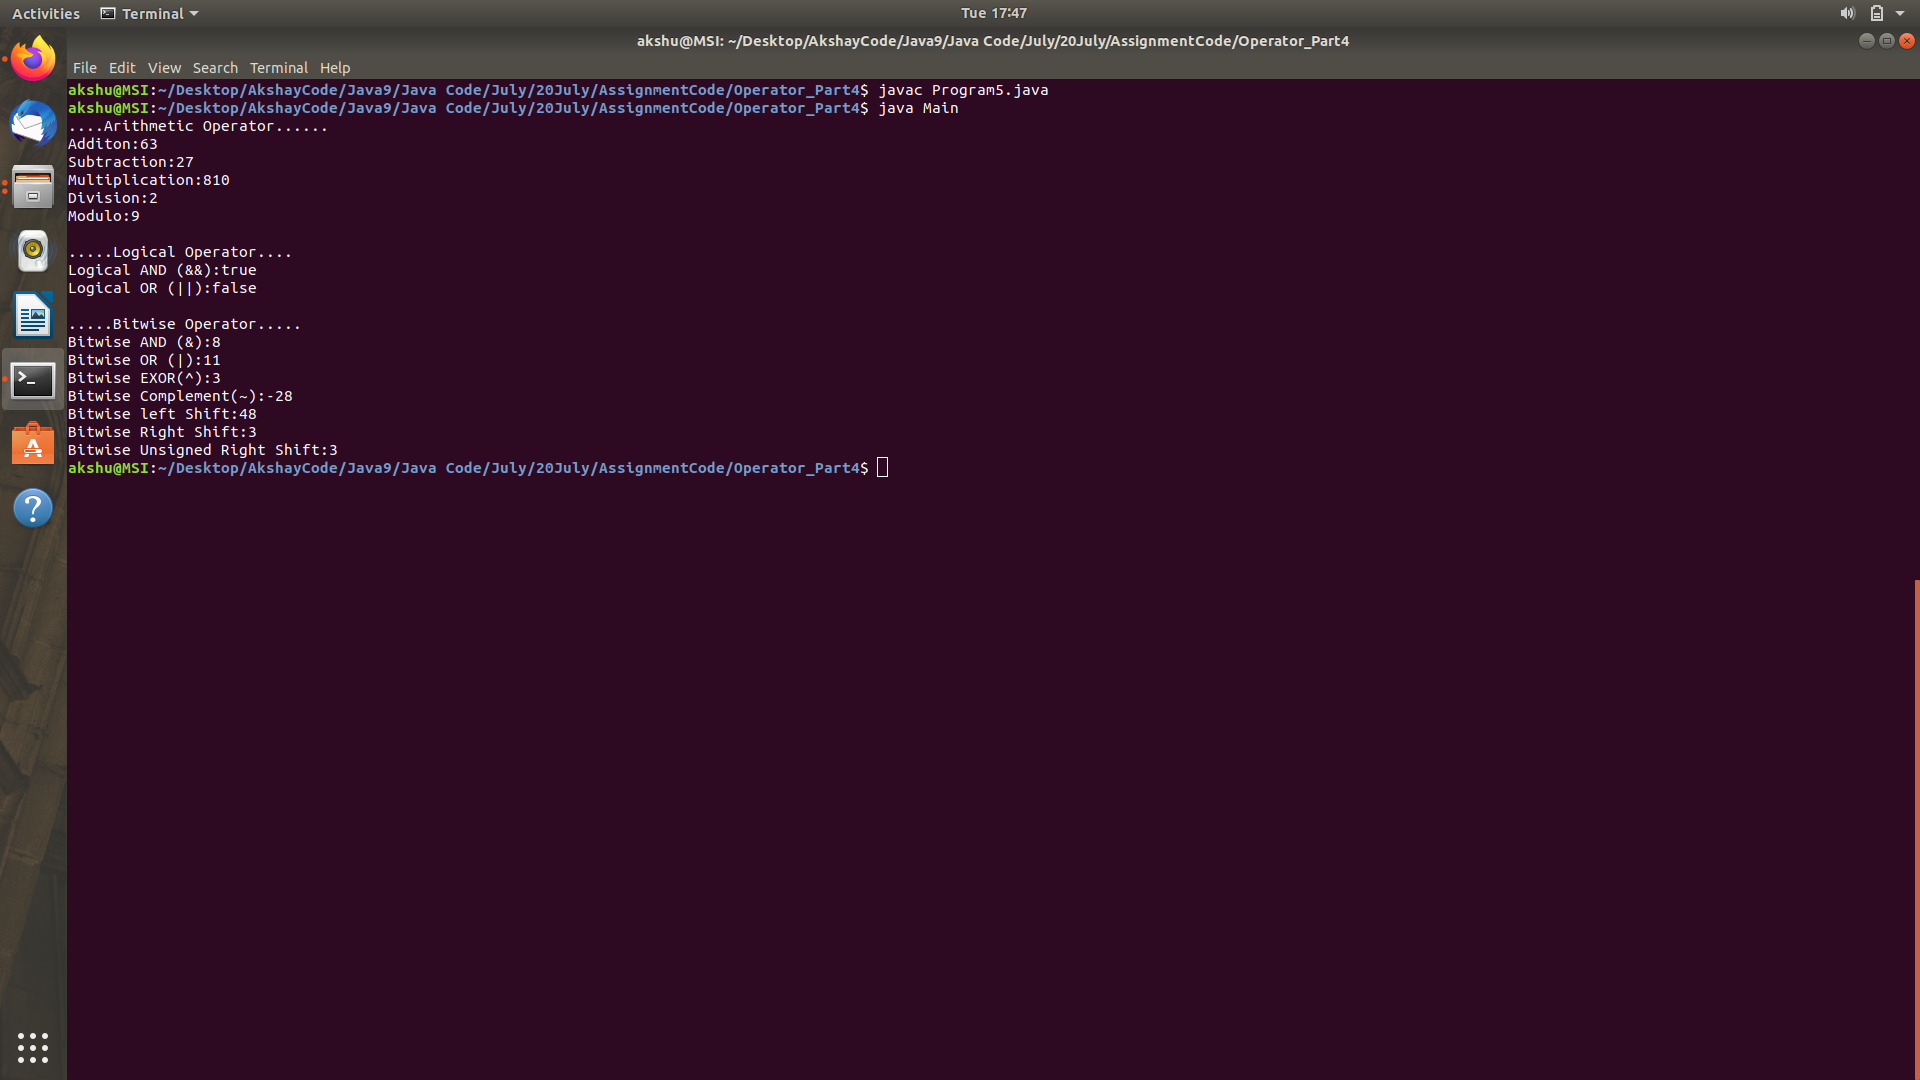 Activities Terminal Tue 17:47
akshu@MSI: ~/Desktop/AkshayCode/Java9/Java Code/July/20July/AssignmentCode/Operator_Part4
File Edit View Search Terminal Help
akshu@MSI:~/Desktop/AkshayCode/Java9/Java Code/July/20July/AssignmentCode/Operator_Part4$ javac Program5.java
akshu@MSI:~/Desktop/AkshayCode/Java9/Java Code/July/20July/AssignmentCode/Operator_Part4$ java Main
....Arithmetic Operator......
Additon:63
Subtraction:27
Multiplication:810
Division:2
Modulo:9
.....Logical Operator....
Logical AND (&&):true
Logical OR (||):false
.....Bitwise Operator.....
Bitwise AND (&):8
Bitwise OR (|):11
Bitwise EXOR(^):3
Bitwise Complement(~):-28
Bitwise left Shift:48
Bitwise Right Shift:3
Bitwise Unsigned Right Shift:3
akshu@MSI:~/Desktop/AkshayCode/Java9/Java Code/July/20July/AssignmentCode/Operator_Part4$